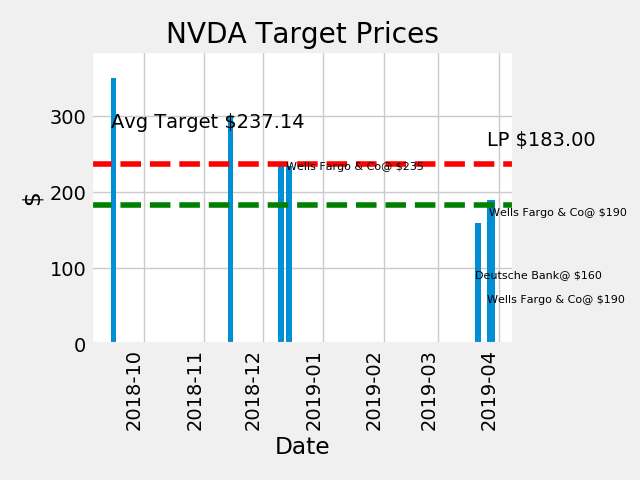 NVDA Target Prices
Avg Target $237.14
LP $183.00
Wells Fargo & Co@ $235
Wells Fargo & Co@ $190
Deutsche Bank@ $160
Wells Fargo & Co@ $190
$
300
200
100
0
2018-10
2018-11
2018-12
2019-01
2019-02
2019-03
2019-04
Date